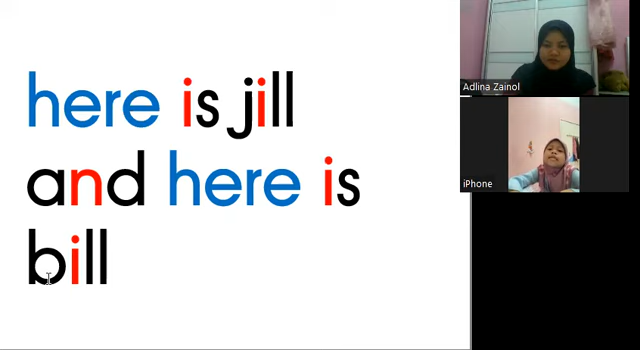 here is jill
and here is
bill
Adlina Zainol
iPhone